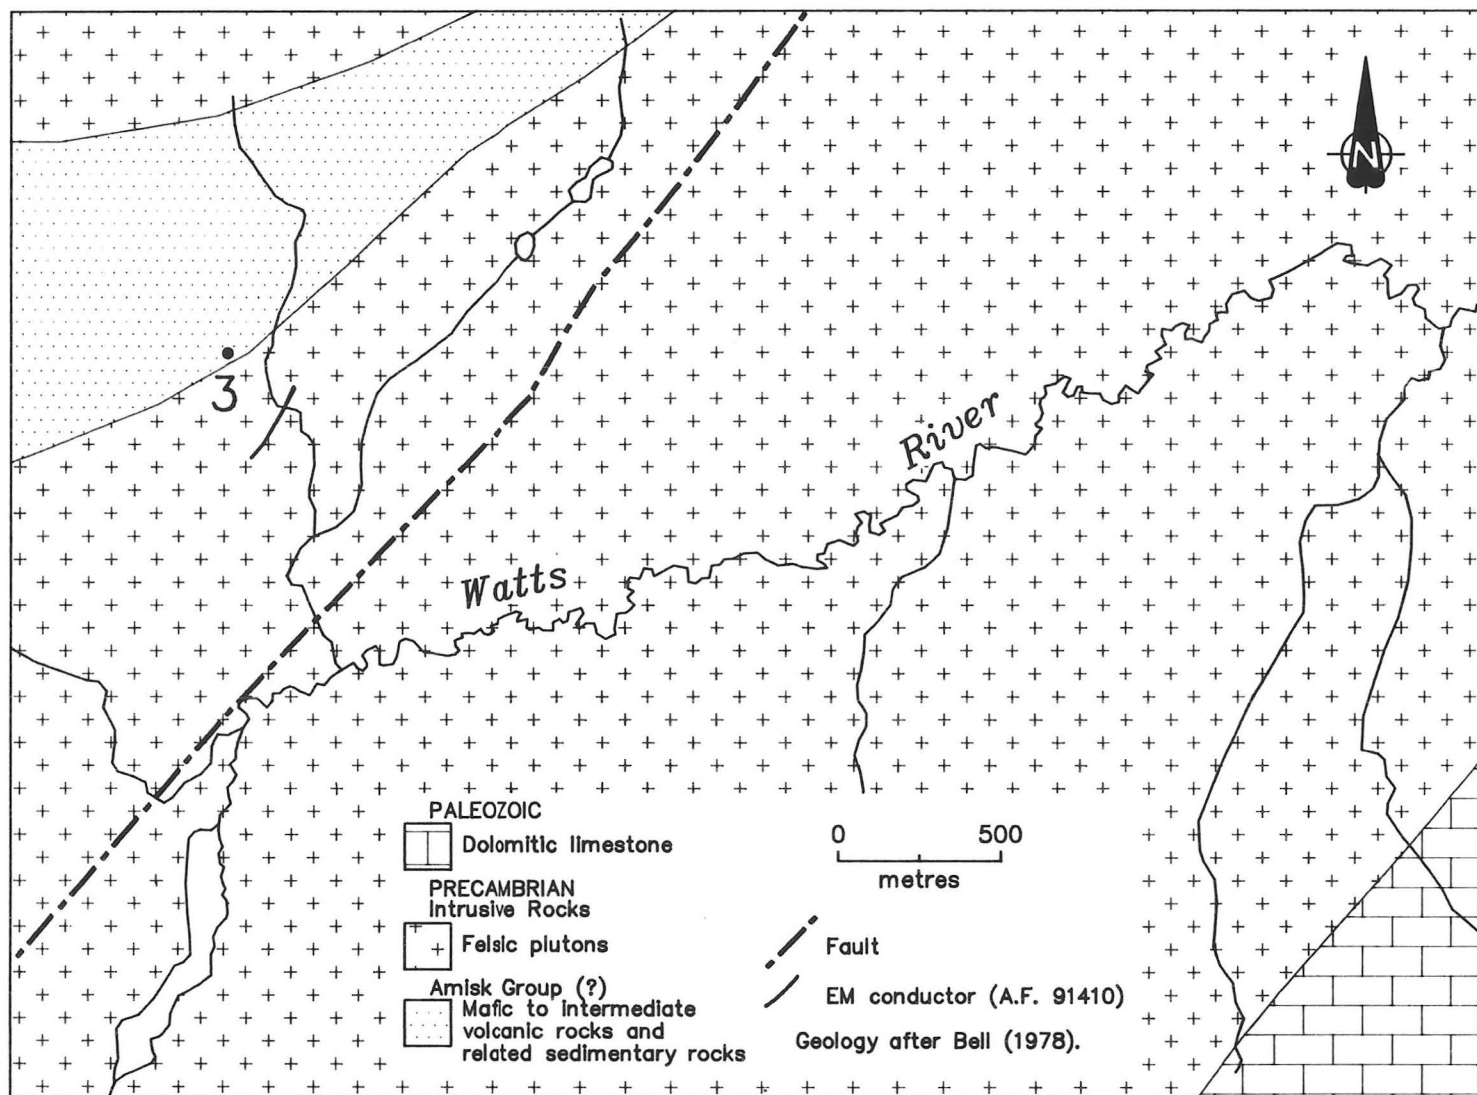 N
3
River
Watts
PALEOZOIC
Dolomitic limestone
PRECAMBRIAN
Intrusive Rocks
Felsic plutons
Amisk Group (?)
Mafic to intermediate
volcanic rocks and
related sedimentary rocks
0 500
metres
Fault
EM conductor (A.F. 91410)
Geology after Bell (1978).